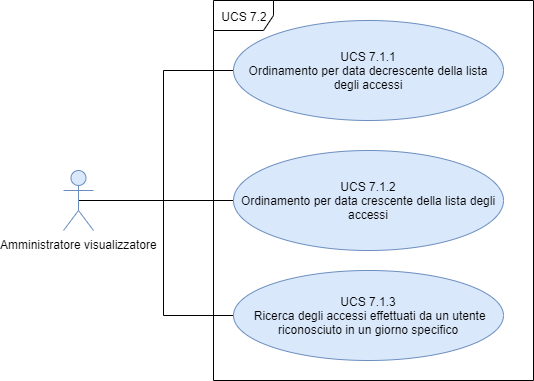 UCS 7.2
UCS 7.1.1
Ordinamento per data decrescente della lista
degli accessi
UCS 7.1.2
Ordinamento per data crescente della lista degli
accessi
Amministratore visualizzatore
UCS 7.1.3
Ricerca degli accessi effettuati da un utente
riconosciuto in un giorno specifico